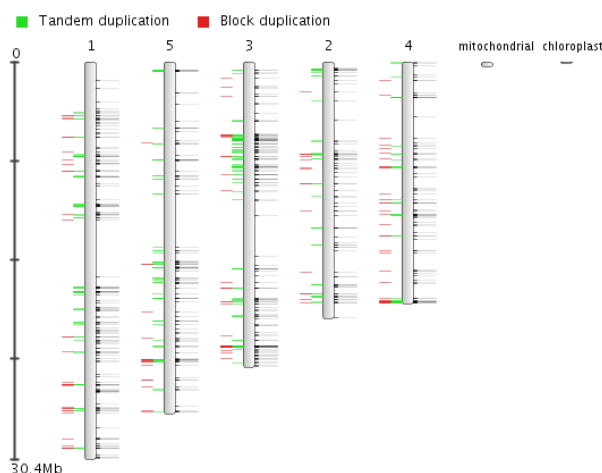 Tandem duplication Block duplication
0 1 5 3 2 4 mitochondrial chloroplast
30.4Mb